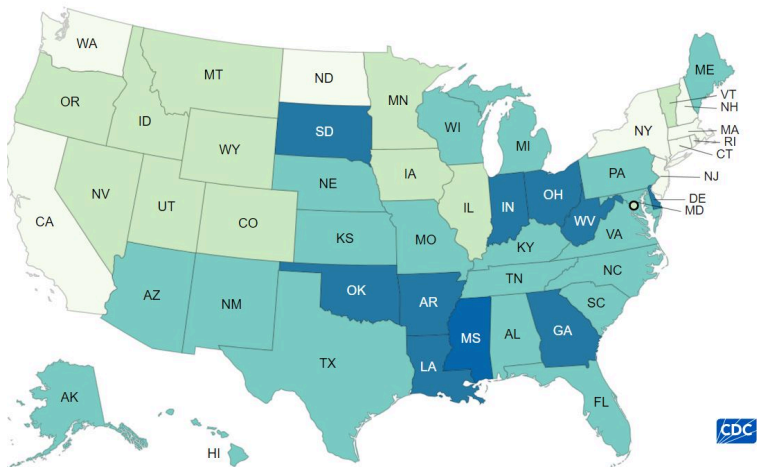 WA
ME
MT
ND
VT
MN
NH
OR
ID
SD
WI
NY
MA
WY
MI
RI
CT
IA
PA
NJ
NE
NV
IL
IN
OH
DE
UT
MD
CO
WV
CA
VA
KS
MO
KY
NC
TN
AZ
OK
AR
NM
SC
MS
AL
GA
TX
LA
AK
FL
CDC
HI